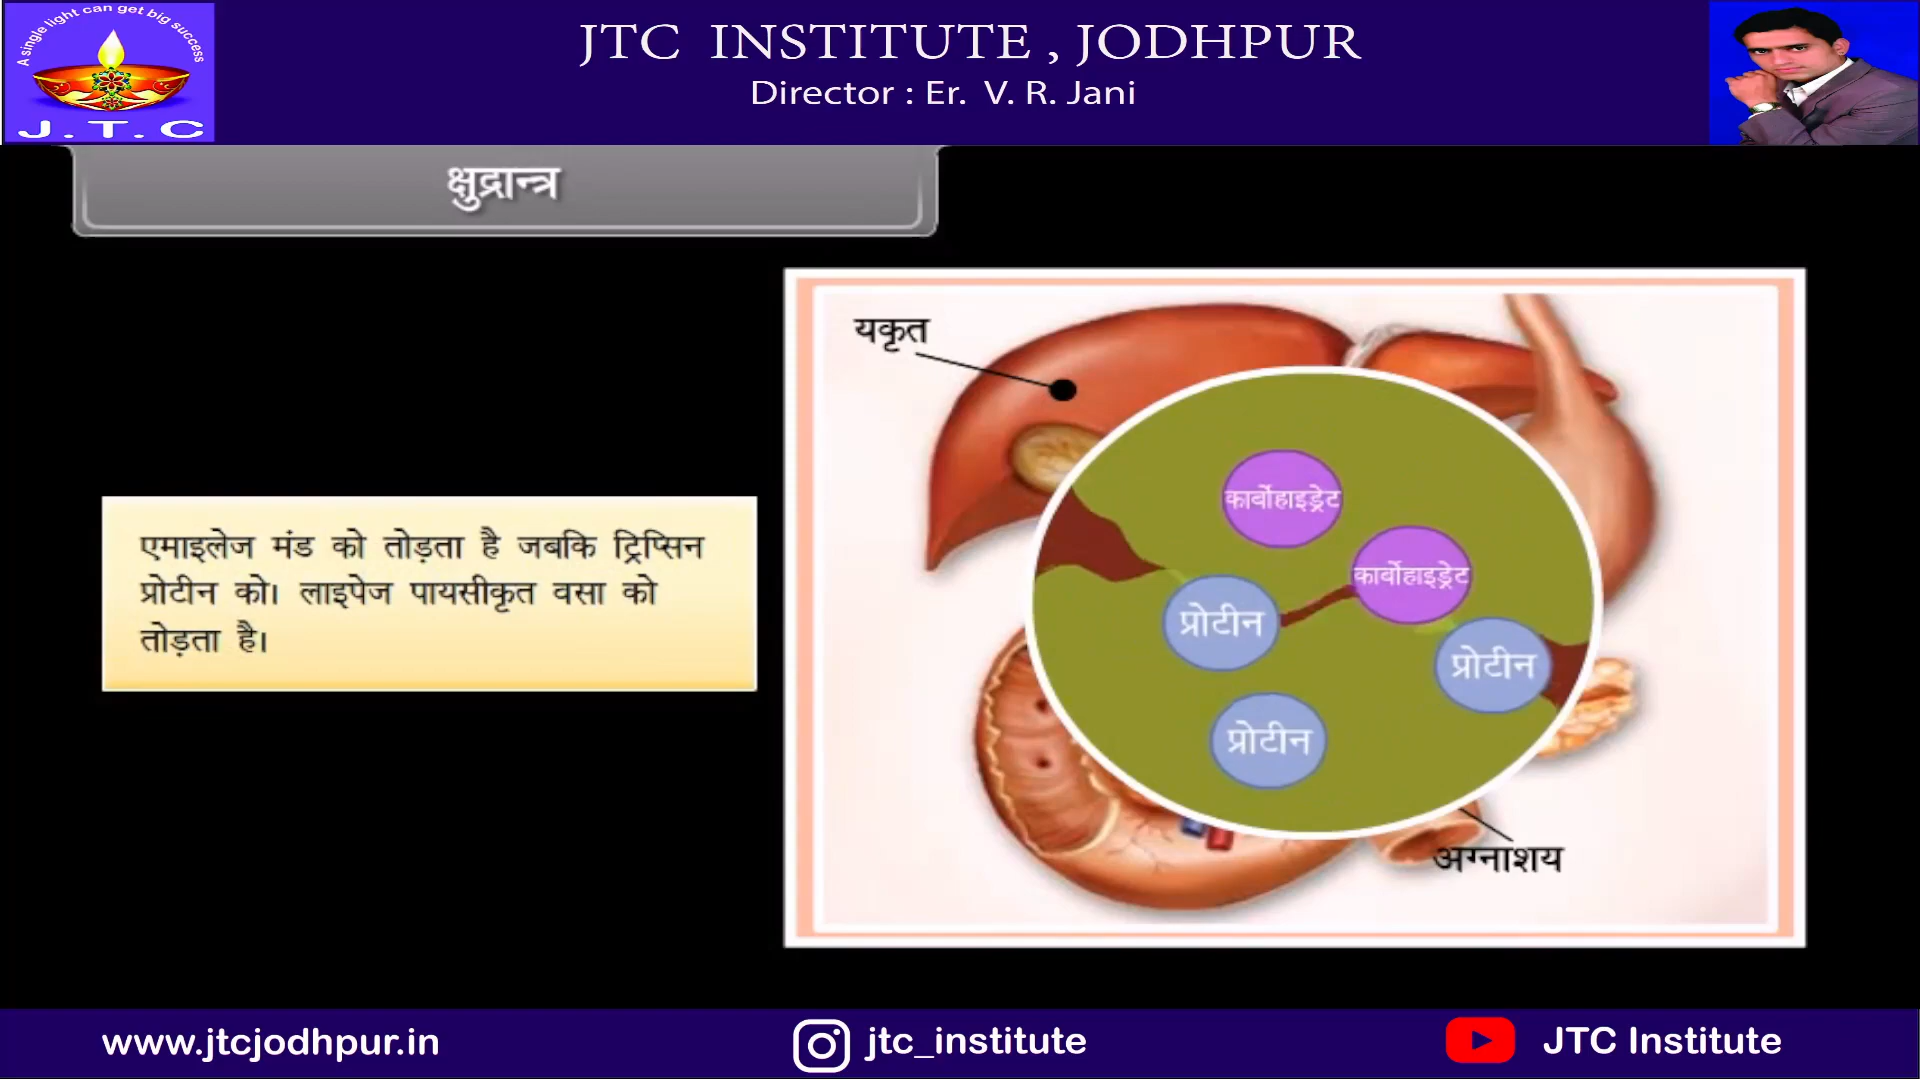 A single light can get big success
J.T.C
JTC INSTITUTE, JODHPUR
Director : Er. V. R. Jani
क्षुद्रान्त्र
यकृत
कार्बोहाइड्रेट
कार्बोहाइड्रेट
प्रोटीन
प्रोटीन
प्रोटीन
अग्नाशय
एमाइलेज मंड को तोड़ता है जबकि ट्रिप्सिन
प्रोटीन को। लाइपेज पायसीकृत वसा को
तोड़ता है।
www.jtcjodhpur.in
jtc_institute
JTC Institute